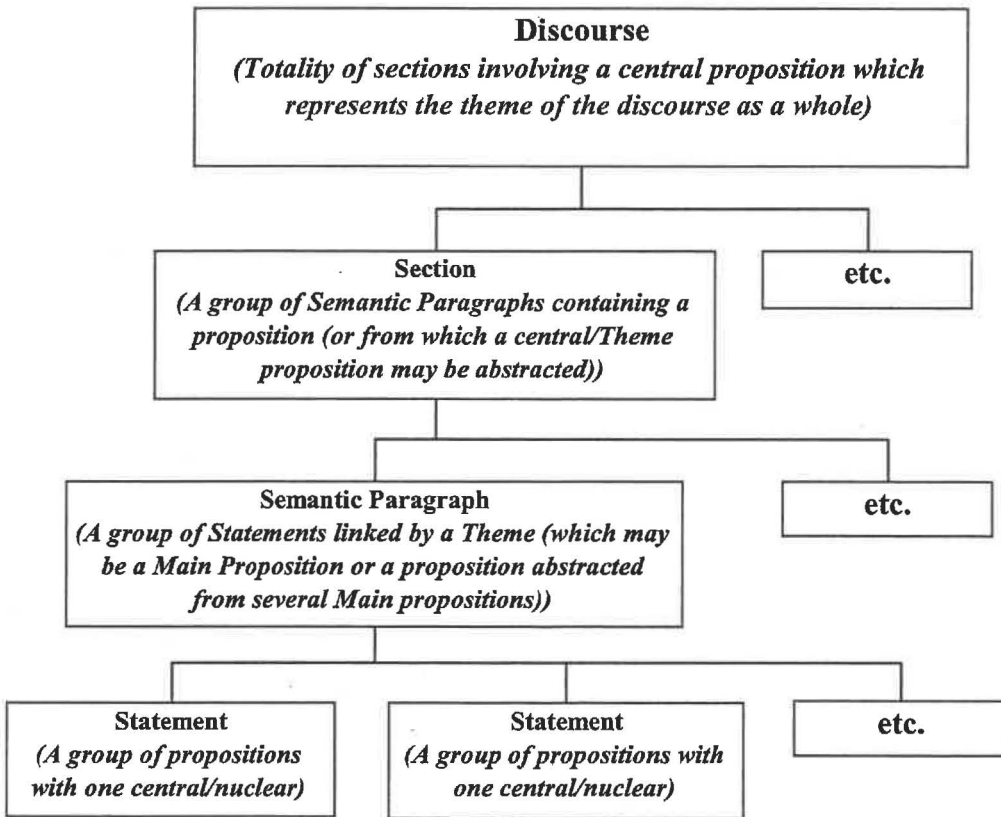 Discourse
(Totality of sections involving a central proposition which
represents the theme of the discourse as a whole)
Section
(A group of Semantic Paragraphs containing a
proposition (or from which a central/Theme
proposition may be abstracted))
etc.
Semantic Paragraph
(A group of Statements linked by a Theme (which may
be a Main Proposition or a proposition abstracted
from several Main propositions))
etc.
Statement
(A group of propositions
with one central/nuclear)
Statement
(A group of propositions with
one central/nuclear)
etc.